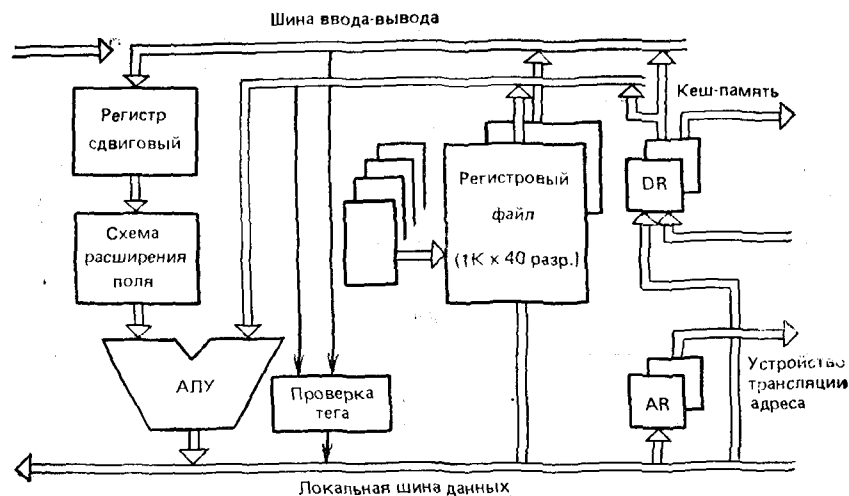 Шина ввода-вывода
Кеш-память
Регистр
сдвиговый
Регистровый
файл
(1К × 40 разр.)
DR
Схема
расширения
поля
АЛУ
Проверка
тега
AR
Устройство
трансляции
адреса
Локальная шина данных